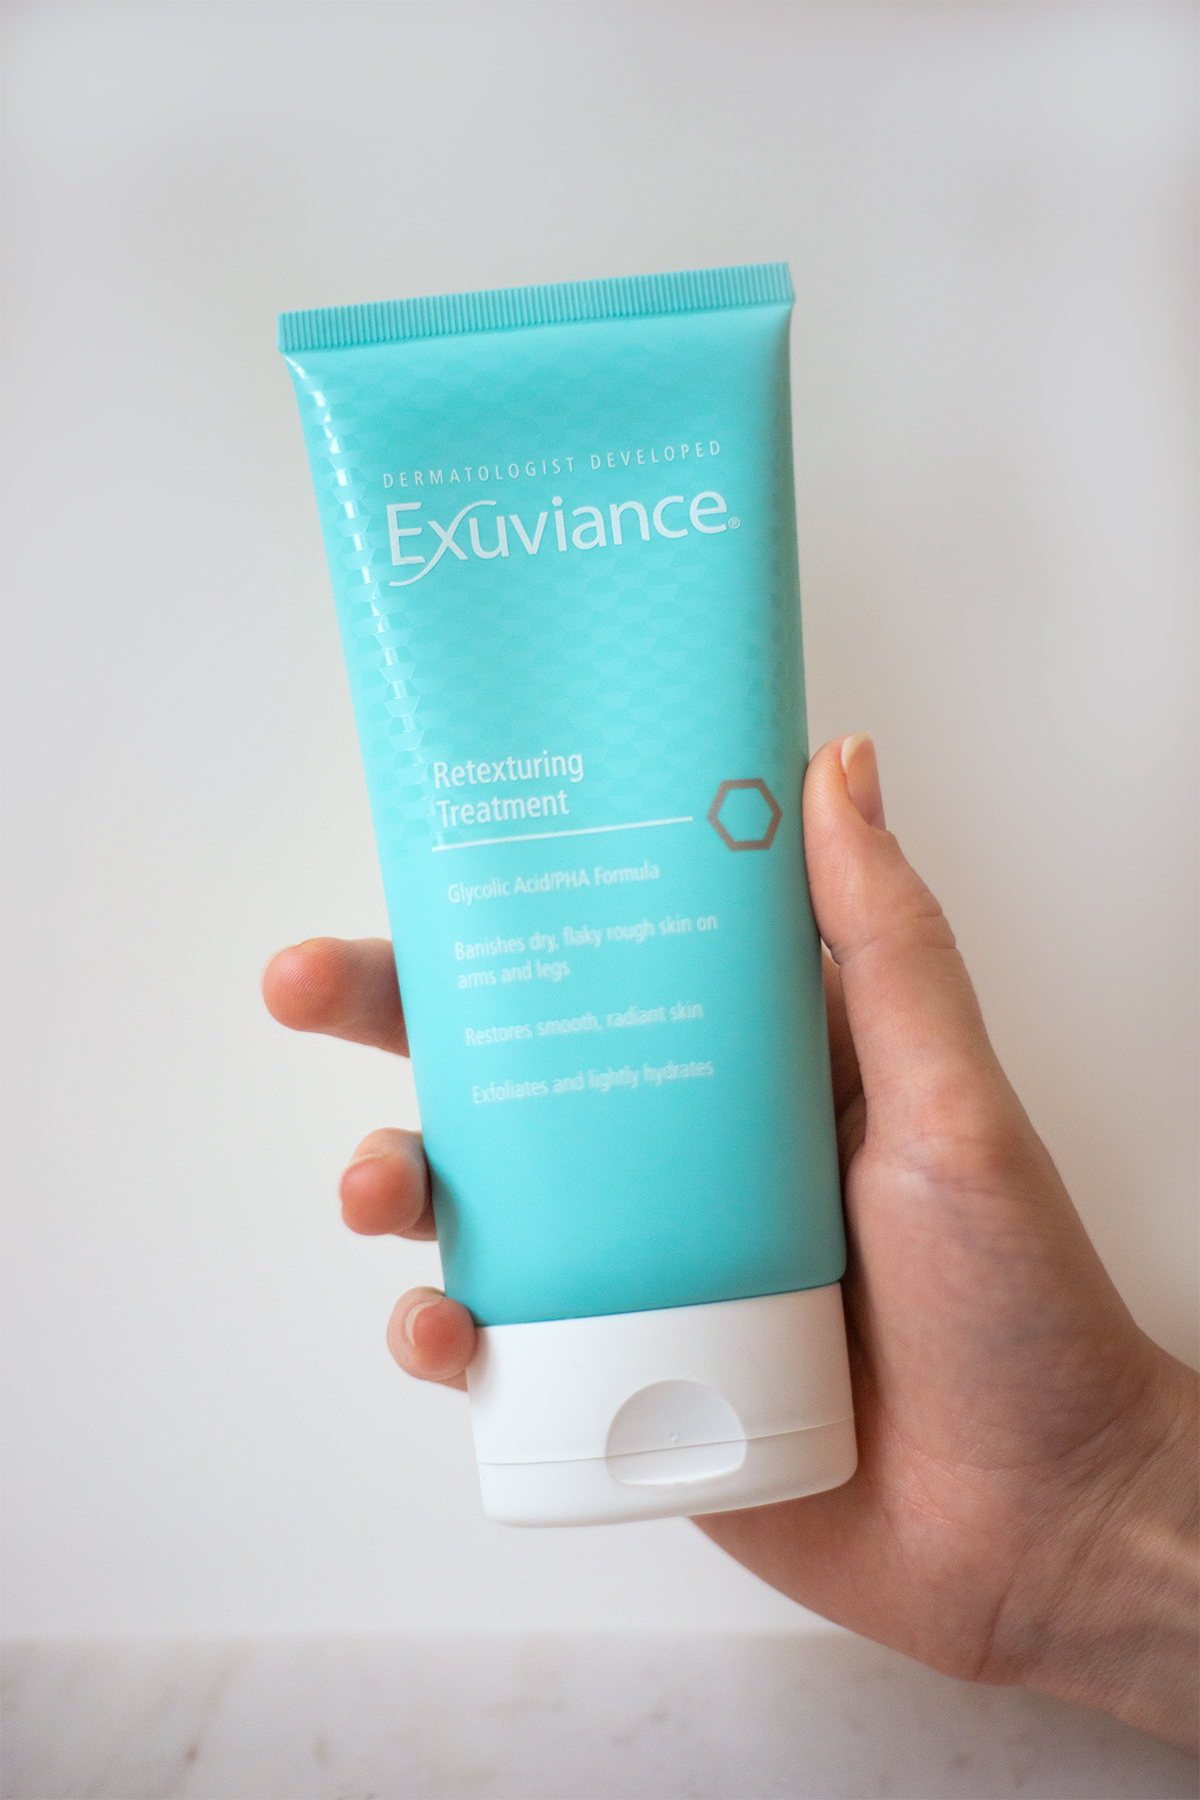 DERMATOLOGIST DEVELOPED
Exuviance®
Retexturing
Treatment
Glycolic Acid/PHA Formula
Banishes dry, flaky rough skin on
arms and legs
Restores smooth, radiant skin
Exfoliates and lightly hydrates